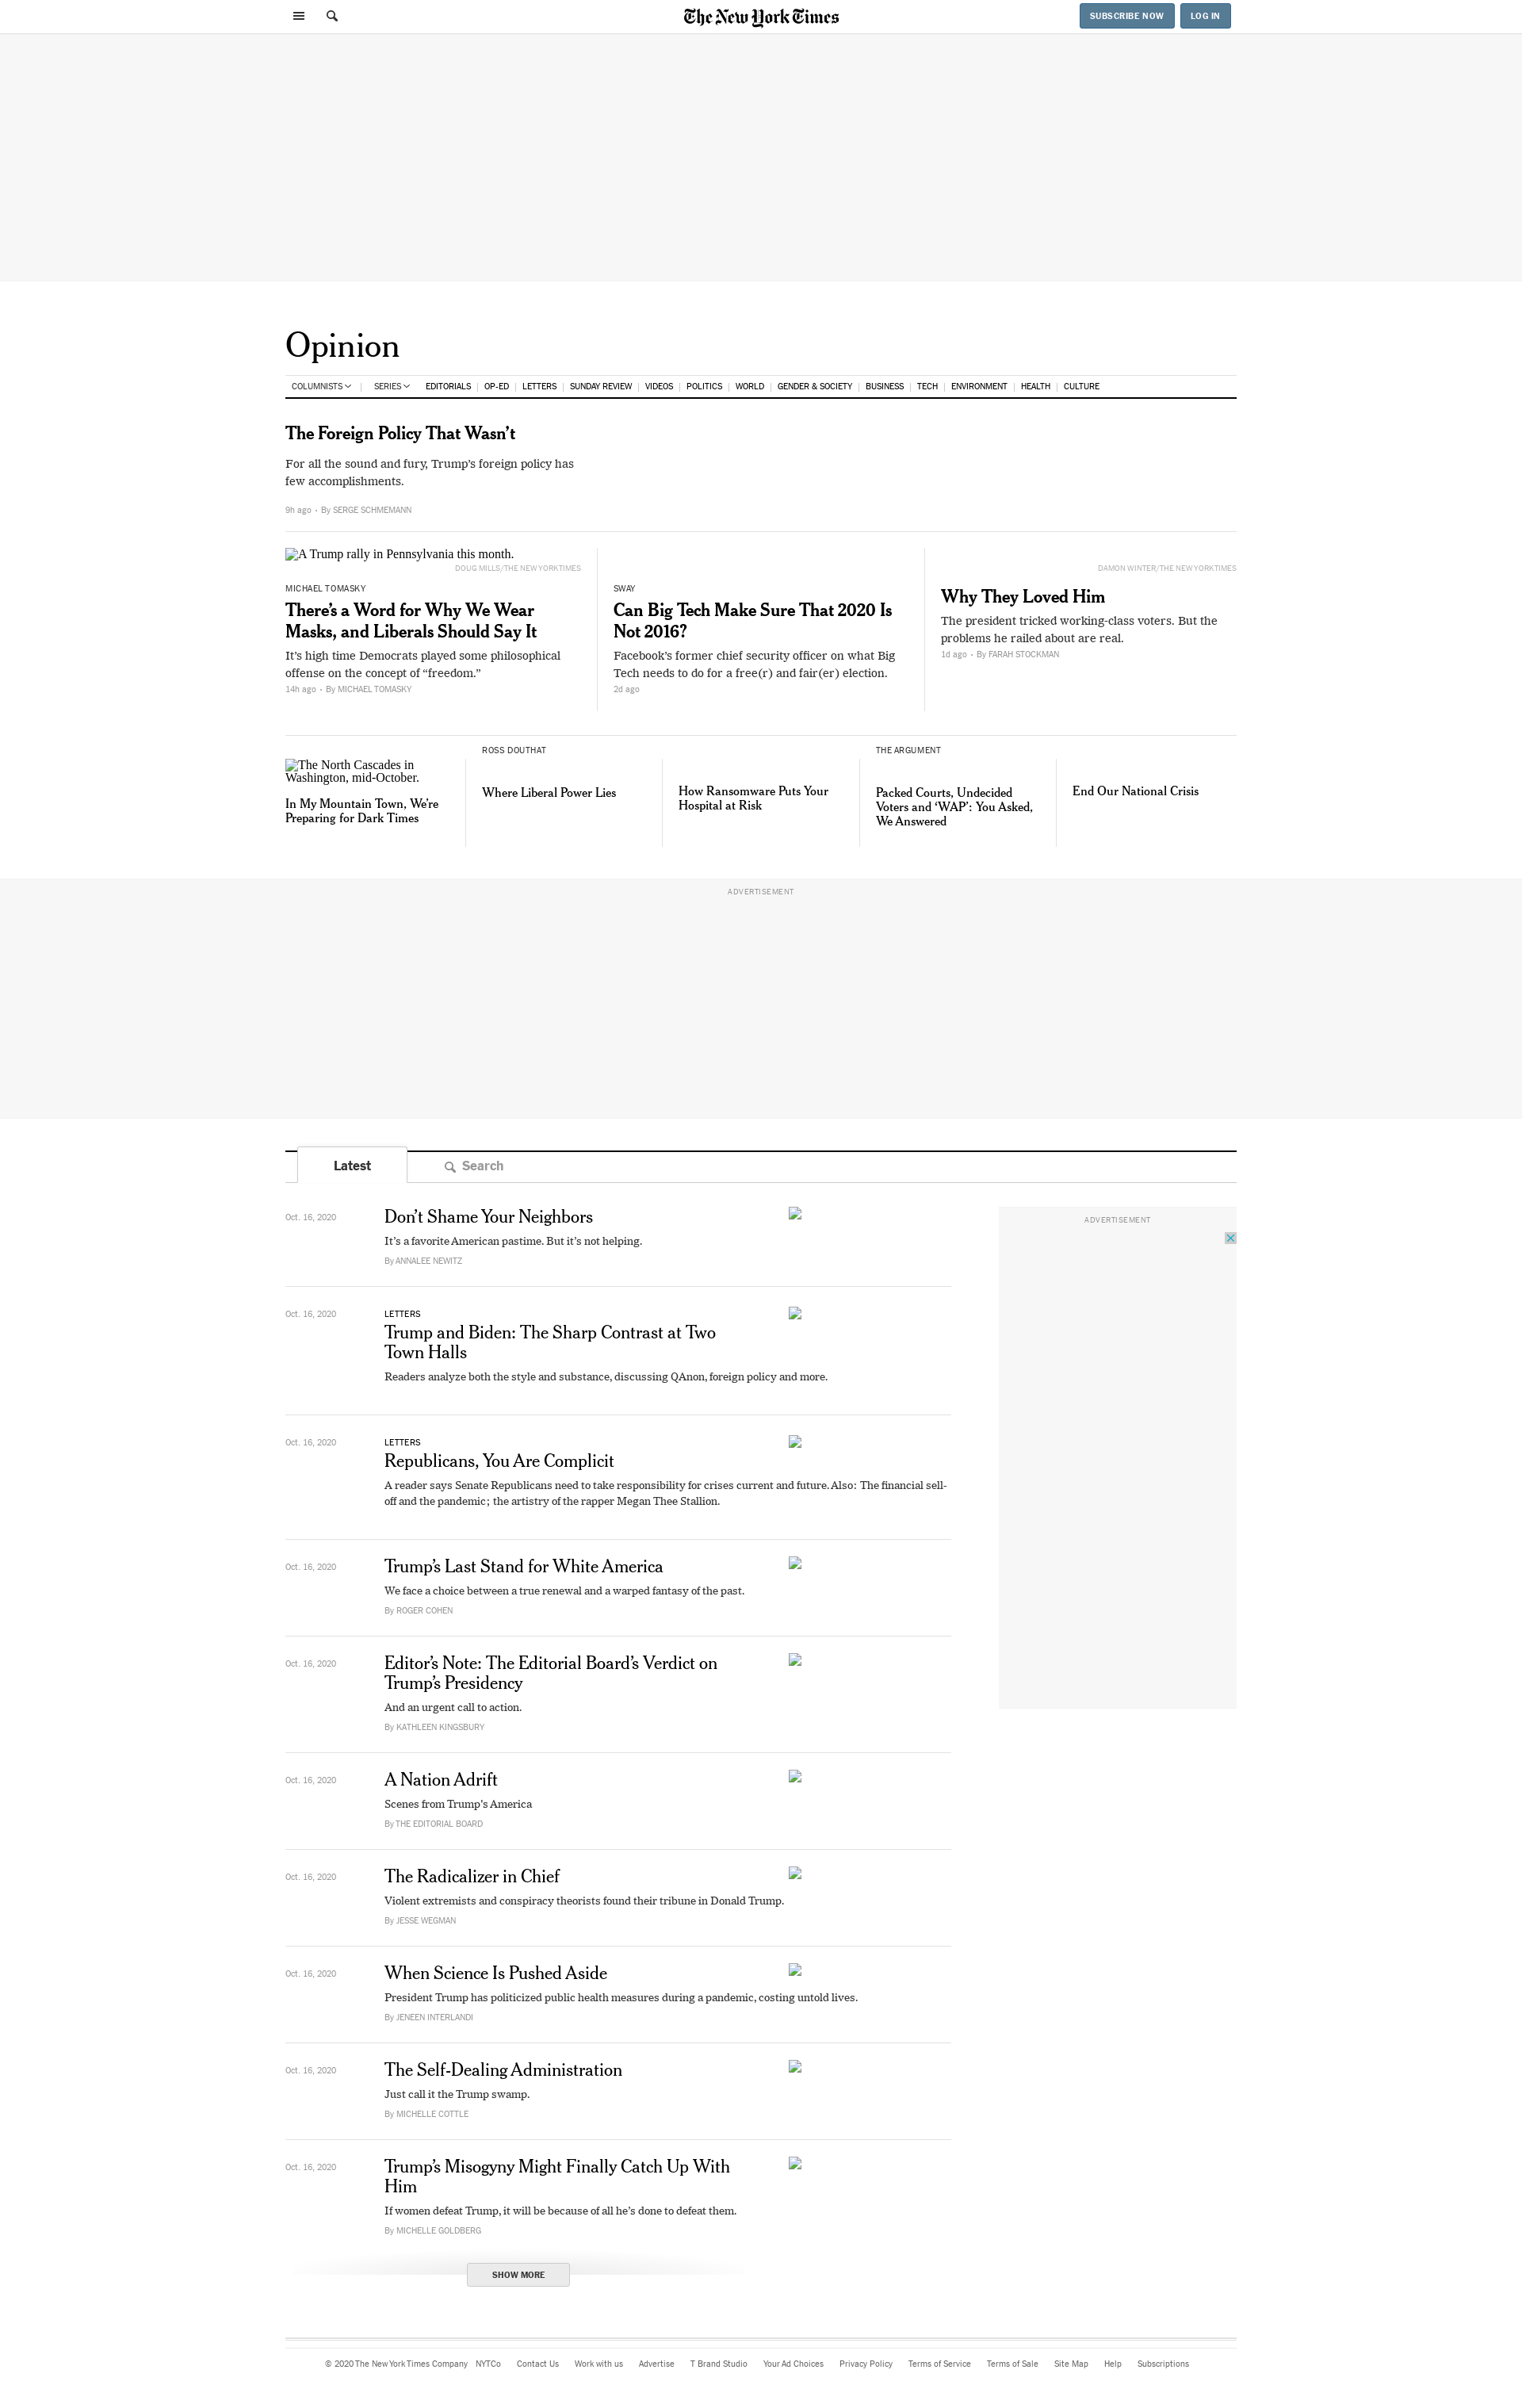 The New York Times
SUBSCRIBE NOW
LOG IN
Opinion
COLUMNISTS SERIES EDITORIALS OP-ED LETTERS SUNDAY REVIEW VIDEOS POLITICS WORLD GENDER & SOCIETY BUSINESS TECH ENVIRONMENT HEALTH CULTURE
The Foreign Policy That Wasn’t
For all the sound and fury, Trump’s foreign policy has
few accomplishments.
9h ago • By SERGE SCHMEMANN
A Trump rally in Pennsylvania this month.
DOUG MILLS/THE NEW YORK TIMES
MICHAEL TOMASKY
There’s a Word for Why We Wear
Masks, and Liberals Should Say It
It’s high time Democrats played some philosophical
offense on the concept of “freedom.”
14h ago • By MICHAEL TOMASKY
SWAY
Can Big Tech Make Sure That 2020 Is
Not 2016?
Facebook’s former chief security officer on what Big
Tech needs to do for a free(r) and fair(er) election.
2d ago
DAMON WINTER/THE NEW YORK TIMES
Why They Loved Him
The president tricked working-class voters. But the
problems he railed about are real.
1d ago • By FARAH STOCKMAN
The North Cascades in
Washington, mid-October.
In My Mountain Town, We’re
Preparing for Dark Times
ROSS DOUTHAT
Where Liberal Power Lies
How Ransomware Puts Your
Hospital at Risk
THE ARGUMENT
Packed Courts, Undecided
Voters and ‘WAP’: You Asked,
We Answered
End Our National Crisis
ADVERTISEMENT
Latest
Search
ADVERTISEMENT
Oct. 16, 2020
Don’t Shame Your Neighbors
It’s a favorite American pastime. But it’s not helping.
By ANNALEE NEWITZ
Oct. 16, 2020
LETTERS
Trump and Biden: The Sharp Contrast at Two
Town Halls
Readers analyze both the style and substance, discussing QAnon, foreign policy and more.
Oct. 16, 2020
LETTERS
Republicans, You Are Complicit
A reader says Senate Republicans need to take responsibility for crises current and future. Also: The financial sell-
off and the pandemic; the artistry of the rapper Megan Thee Stallion.
Oct. 16, 2020
Trump’s Last Stand for White America
We face a choice between a true renewal and a warped fantasy of the past.
By ROGER COHEN
Oct. 16, 2020
Editor’s Note: The Editorial Board’s Verdict on
Trump’s Presidency
And an urgent call to action.
By KATHLEEN KINGSBURY
Oct. 16, 2020
A Nation Adrift
Scenes from Trump’s America
By THE EDITORIAL BOARD
Oct. 16, 2020
The Radicalizer in Chief
Violent extremists and conspiracy theorists found their tribune in Donald Trump.
By JESSE WEGMAN
Oct. 16, 2020
When Science Is Pushed Aside
President Trump has politicized public health measures during a pandemic, costing untold lives.
By JENEEN INTERLANDI
Oct. 16, 2020
The Self-Dealing Administration
Just call it the Trump swamp.
By MICHELLE COTTLE
Oct. 16, 2020
Trump’s Misogyny Might Finally Catch Up With
Him
If women defeat Trump, it will be because of all he’s done to defeat them.
By MICHELLE GOLDBERG
SHOW MORE
© 2020 The New York Times Company NYTCo Contact Us Work with us Advertise T Brand Studio Your Ad Choices Privacy Policy Terms of Service Terms of Sale Site Map Help Subscriptions